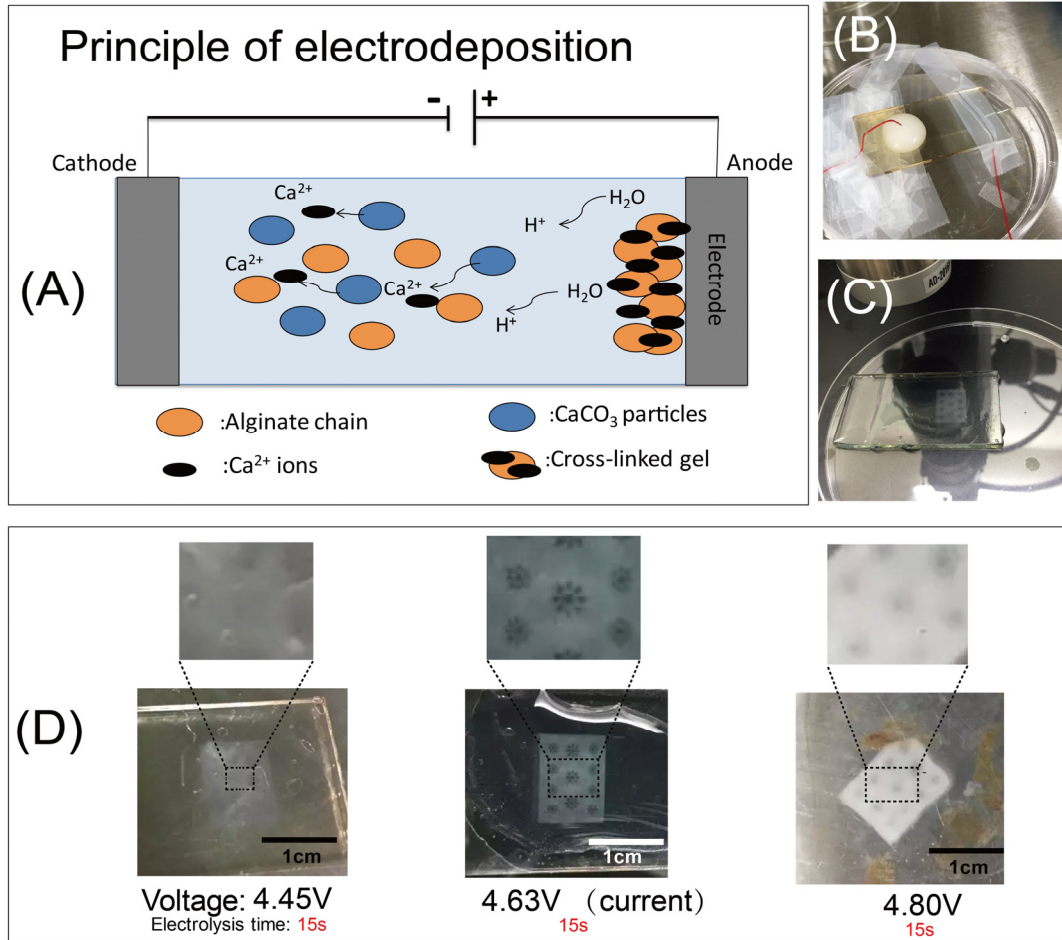 Principle of electrodeposition
- +
Cathode
Anode
Ca²⁺
H₂O
H⁺
Ca²⁺
Ca²⁺
H₂O
H⁺
Electrode
(A)
:Alginate chain
:CaCO₃ particles
:Ca²⁺ ions
:Cross-linked gel
(B)
(C)
(D)
1cm
1cm
1cm
Voltage: 4.45V
Electrolysis time: 15s
4.63V （current）
15s
4.80V
15s